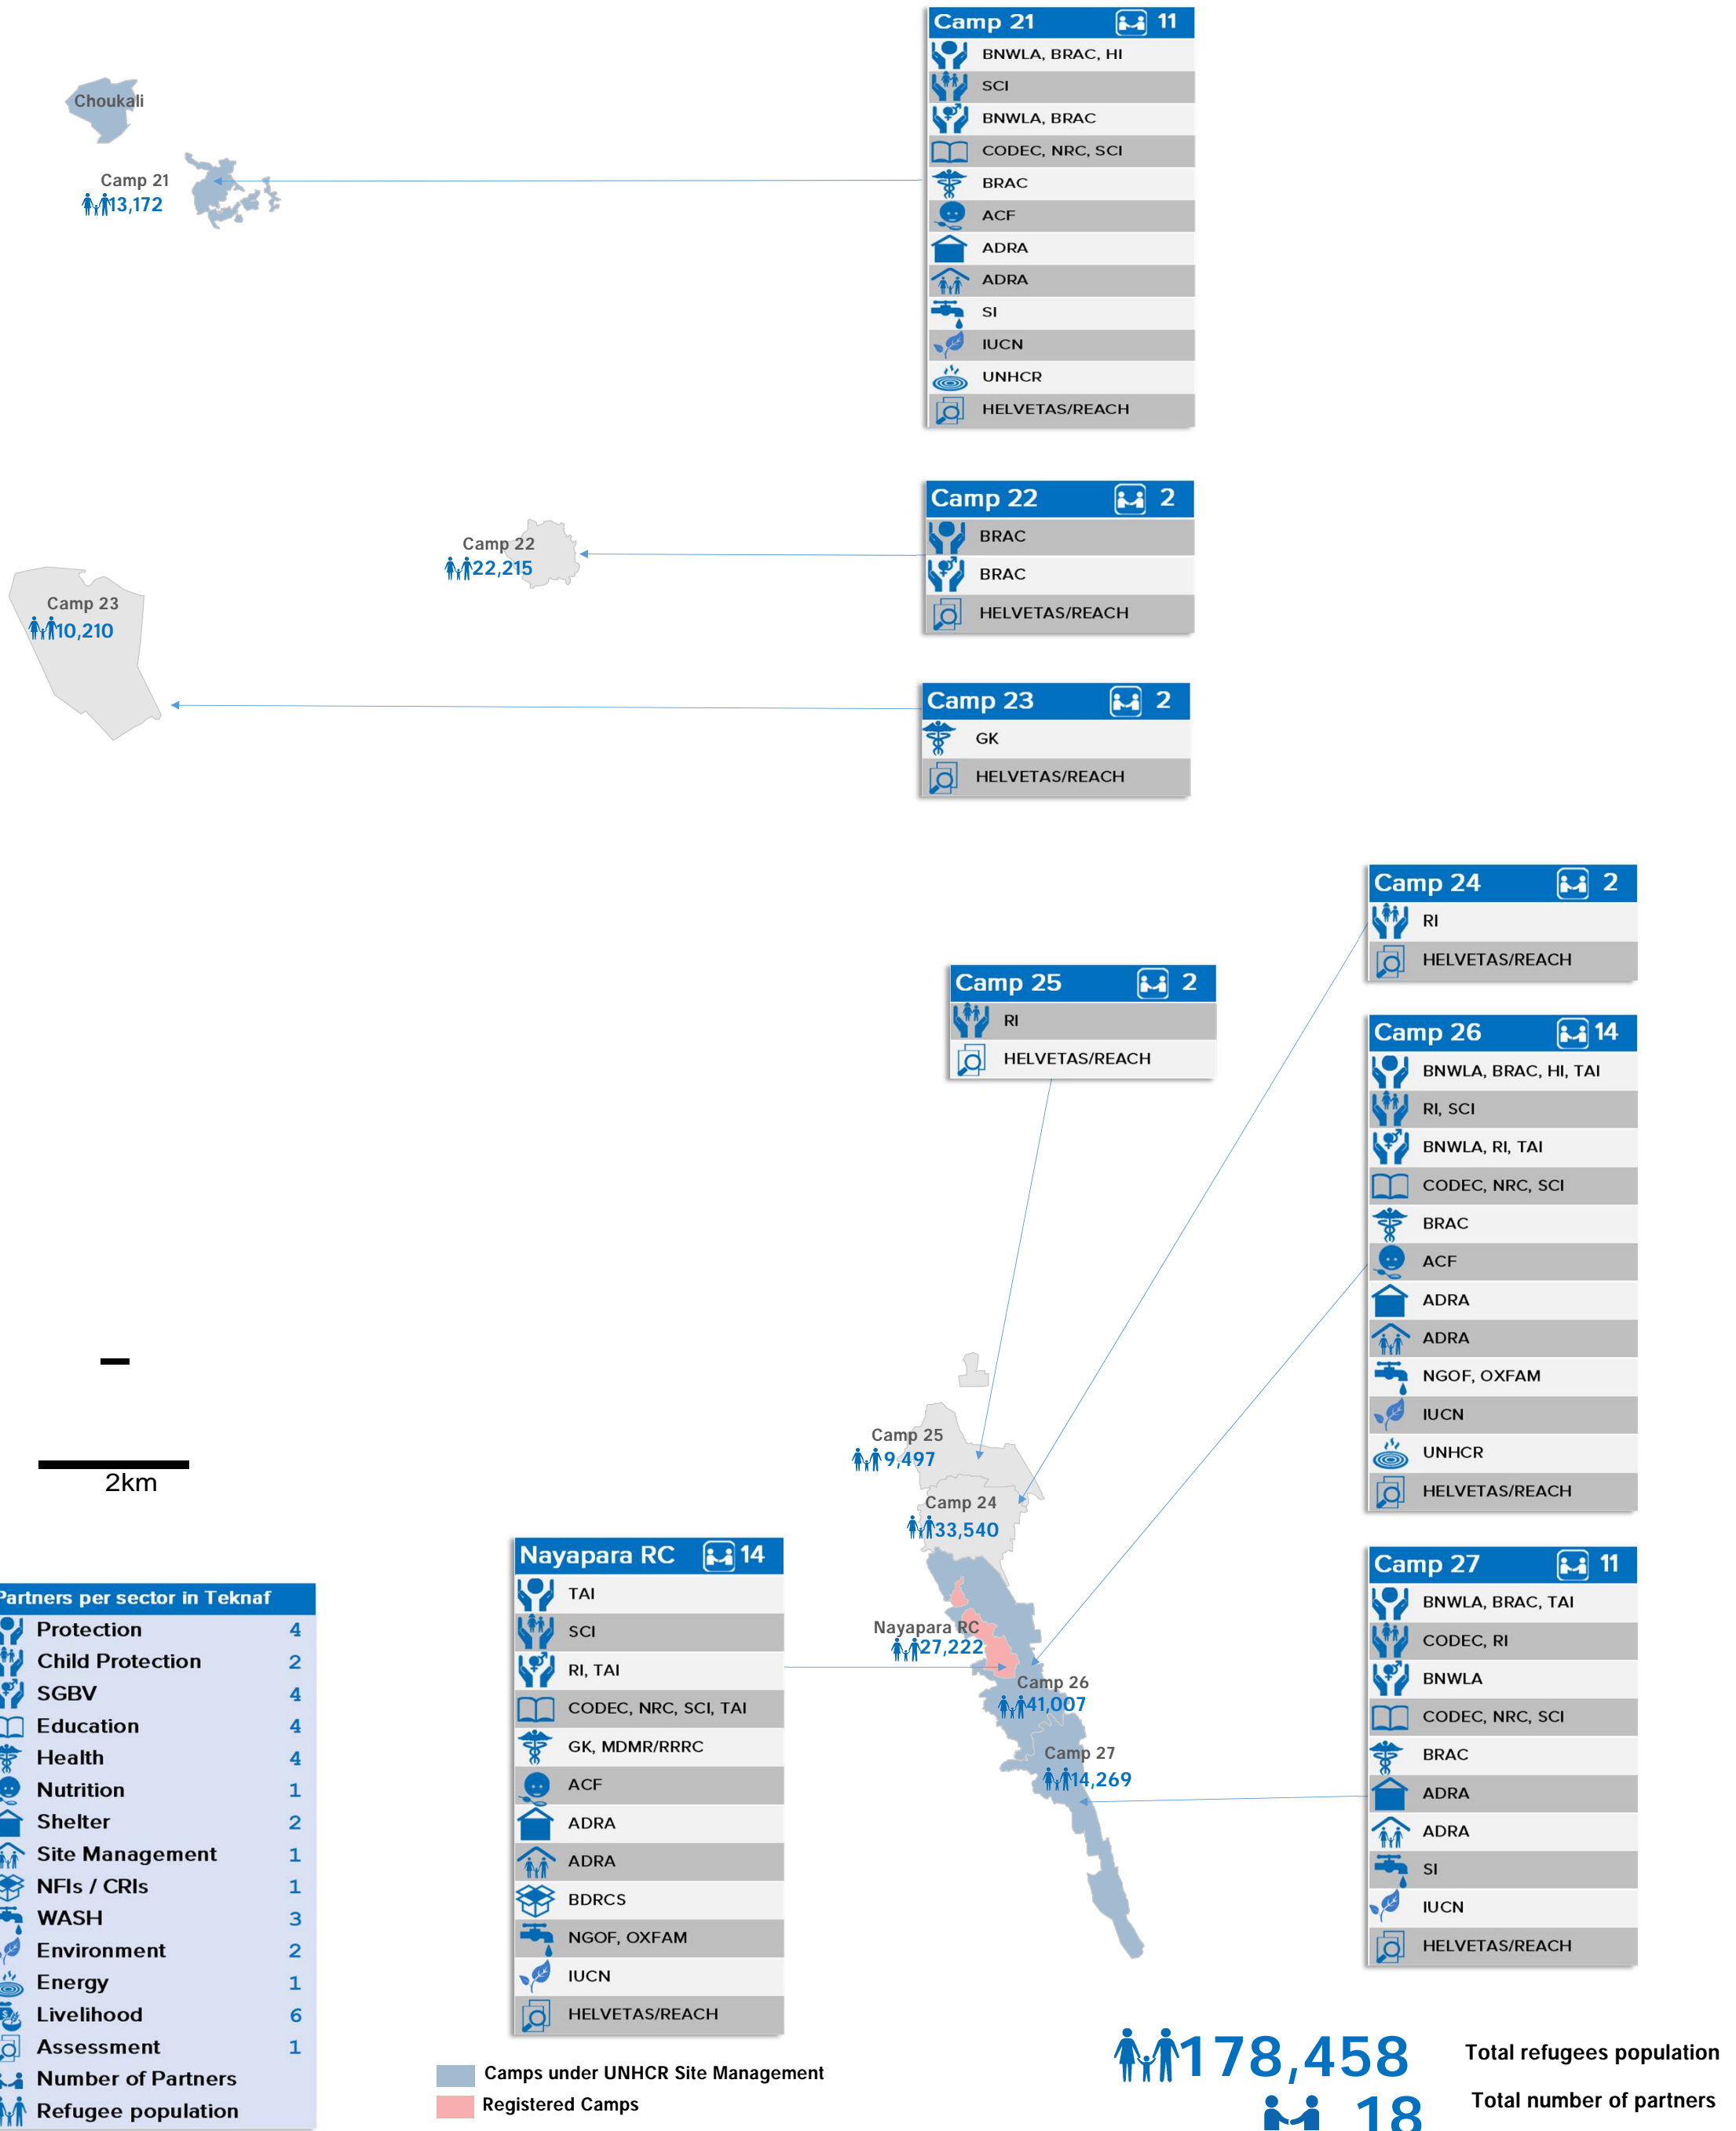 Camp 21 11
BNWLA, BRAC, HI
SCI
BNWLA, BRAC
CODEC, NRC, SCI
BRAC
ACF
ADRA
ADRA
SI
IUCN
UNHCR
HELVETAS/REACH
Choukali
Camp 21
13,172
Camp 22 2
BRAC
BRAC
HELVETAS/REACH
Camp 22
22,215
Camp 23
10,210
Camp 23 2
GK
HELVETAS/REACH
Camp 24 2
RI
HELVETAS/REACH
Camp 25 2
RI
HELVETAS/REACH
Camp 26 14
BNWLA, BRAC, HI, TAI
RI, SCI
BNWLA, RI, TAI
CODEC, NRC, SCI
BRAC
ACF
ADRA
ADRA
NGOF, OXFAM
IUCN
UNHCR
HELVETAS/REACH
2km
Camp 25
9,497
Camp 24
33,540
Nayapara RC
27,222
Camp 26
41,007
Camp 27
14,269
Nayapara RC 14
TAI
SCI
RI, TAI
CODEC, NRC, SCI, TAI
GK, MDMR/RRRC
ACF
ADRA
ADRA
BDRCS
NGOF, OXFAM
IUCN
HELVETAS/REACH
Camp 27 11
BNWLA, BRAC, TAI
CODEC, RI
BNWLA
CODEC, NRC, SCI
BRAC
ADRA
ADRA
SI
IUCN
HELVETAS/REACH
Partners per sector in Teknaf
Protection 4
Child Protection 2
SGBV 4
Education 4
Health 4
Nutrition 1
Shelter 2
Site Management 1
NFIs / CRIs 1
WASH 3
Environment 2
Energy 1
Livelihood 6
Assessment 1
Number of Partners
Refugee population
Camps under UNHCR Site Management
Registered Camps
178,458 Total refugees population
18 Total number of partners